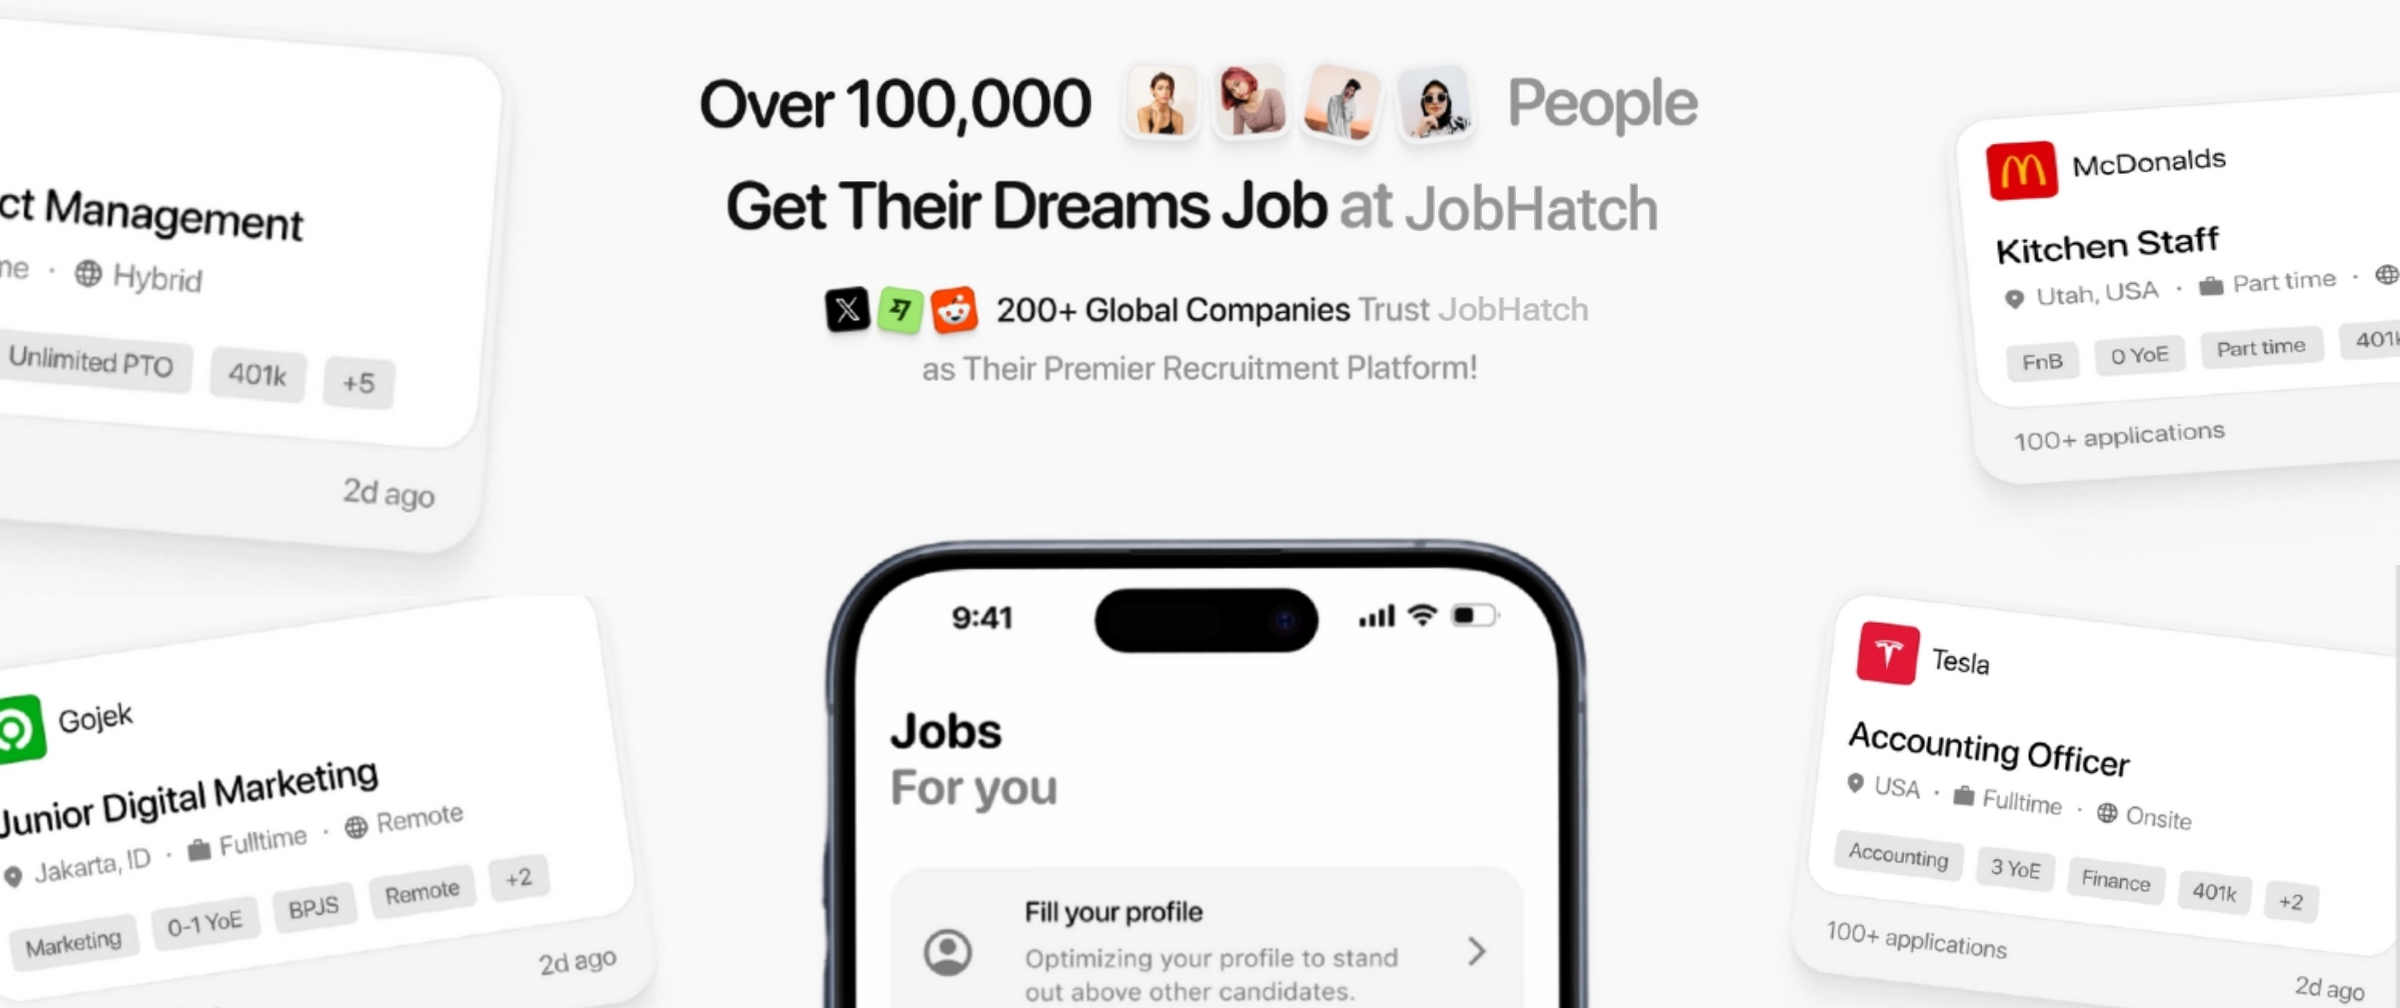 Over 100,000 People
Get Their Dreams Job at JobHatch
200+ Global Companies Trust JobHatch
as Their Premier Recruitment Platform!
Management
Hybrid
Unlimited PTO 401k +5
2d ago
McDonalds
Kitchen Staff
Utah, USA · Part time ·
FnB 0 YoE Part time 401k
100+ applications
Gojek
Junior Digital Marketing
Jakarta, ID · Fulltime · Remote
Marketing 0-1 YoE BPJS Remote +2
2d ago
9:41
Jobs
For you
Fill your profile
Optimizing your profile to stand
out above other candidates.
Tesla
Accounting Officer
USA · Fulltime · Onsite
Accounting 3 YoE Finance 401k +2
100+ applications
2d ago